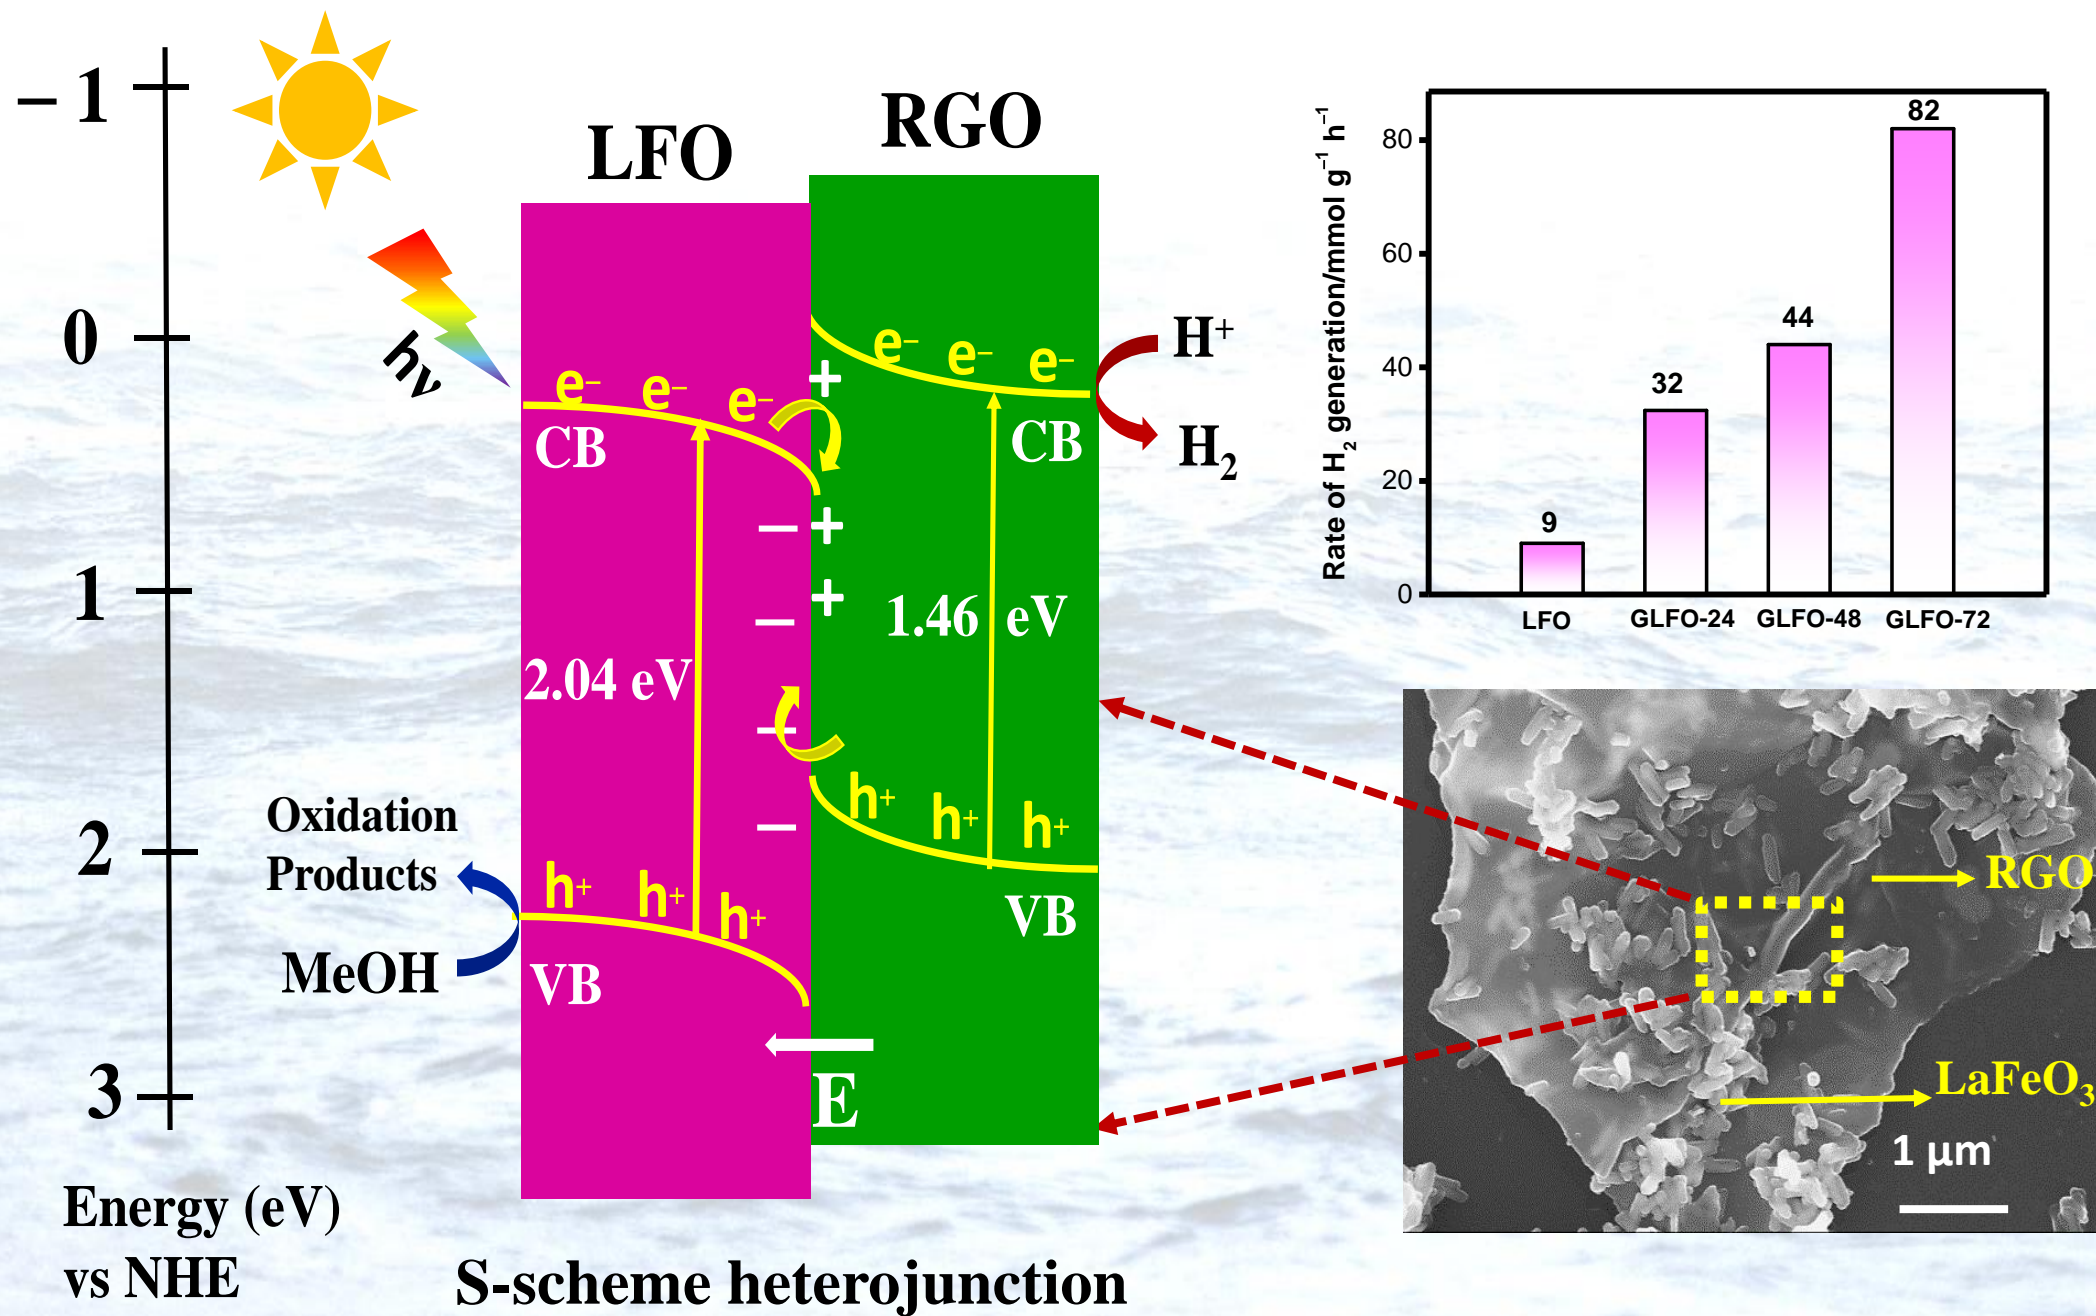 – 1
0
1
2
3
Energy (eV)
vs NHE
hν
LFO
RGO
e⁻ e⁻ e⁻
CB
e⁻ e⁻ e⁻
CB
+
– +
– +
–
–
2.04 eV
1.46 eV
h⁺ h⁺ h⁺
VB
h⁺ h⁺ h⁺
VB
E
H⁺
H₂
Oxidation
Products
MeOH
S-scheme heterojunction
Rate of H₂ generation/mmol g⁻¹ h⁻¹
80
60
40
20
0
9
32
44
82
LFO GLFO-24 GLFO-48 GLFO-72
RGO
LaFeO₃
1 μm